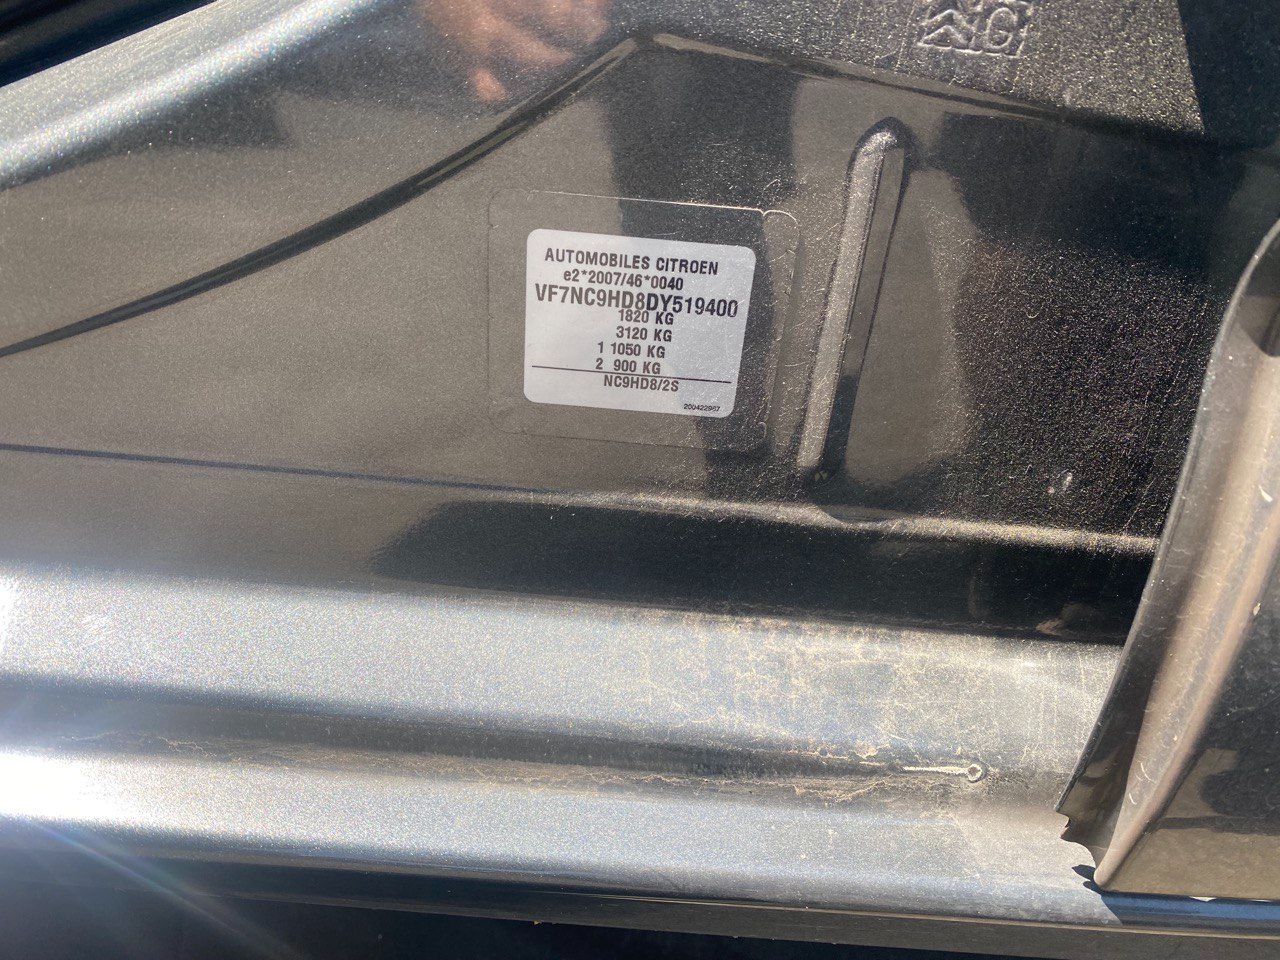 AUTOMOBILES CITROEN
e2*2007/46*0040
VF7NC9HD8DY519400
1820 KG
3120 KG
1 1050 KG
2 900 KG
NC9HD8/2S